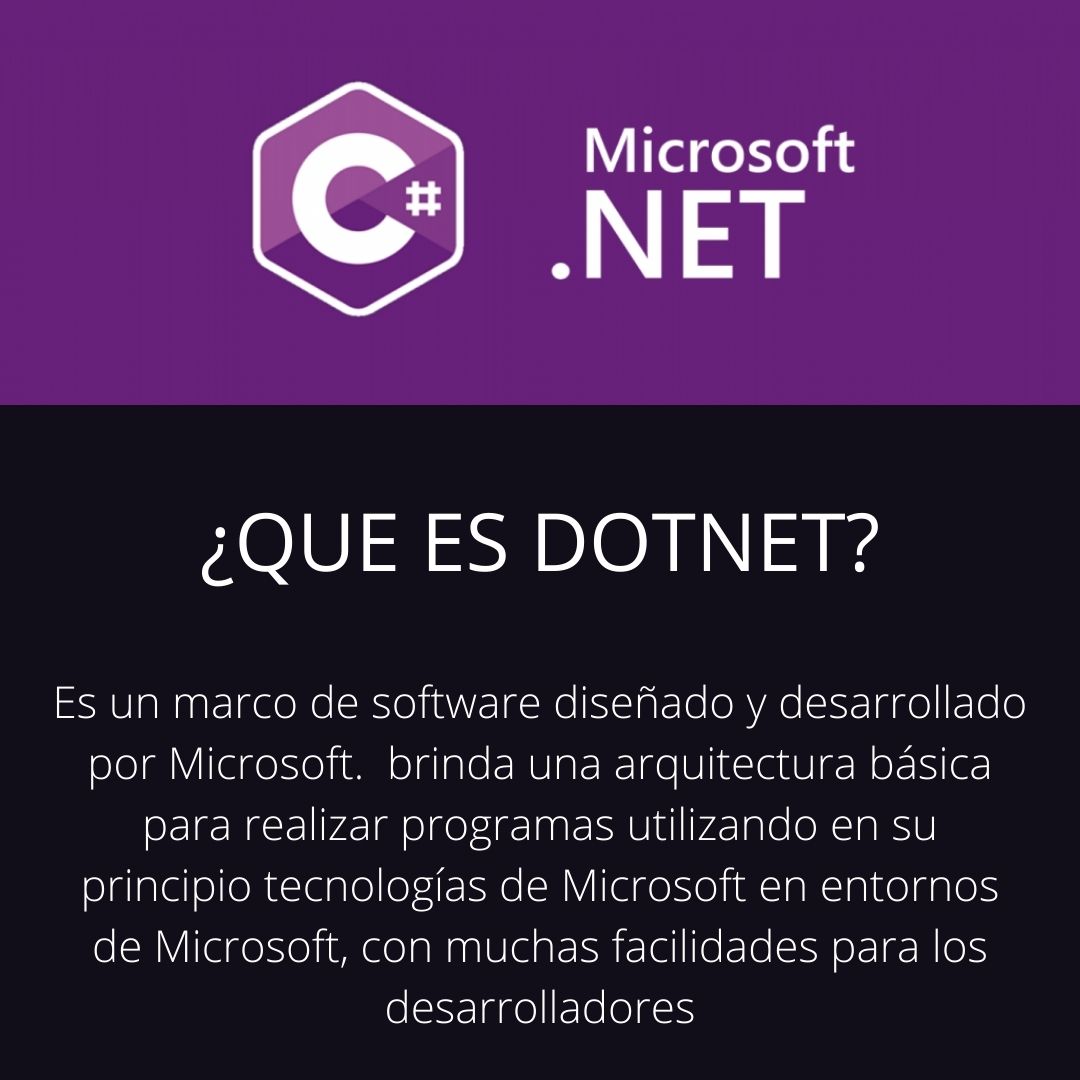 C#
Microsoft
.NET
¿QUE ES DOTNET?
Es un marco de software diseñado y desarrollado
por Microsoft.  brinda una arquitectura básica
para realizar programas utilizando en su
principio tecnologías de Microsoft en entornos
de Microsoft, con muchas facilidades para los
desarrolladores